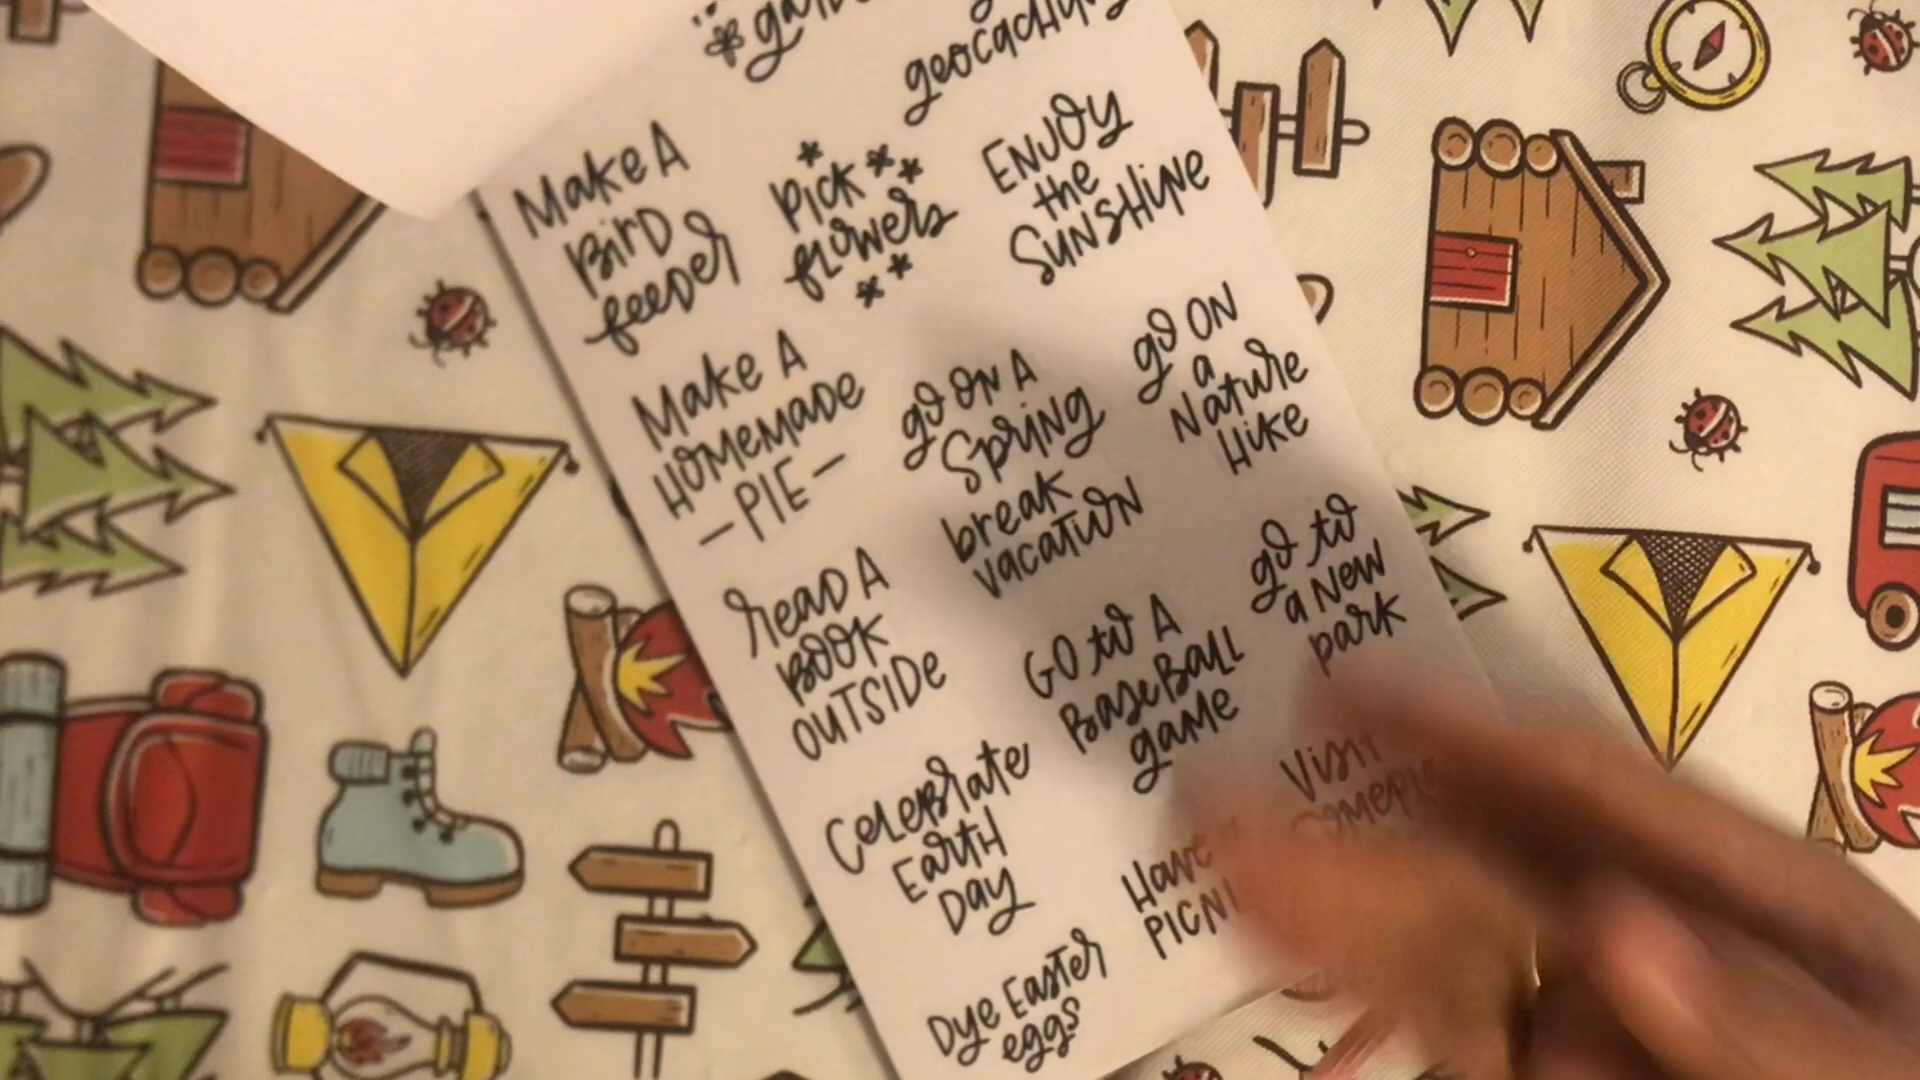 geocaching
Make A
Bird
feeder
Pick
flowers
ENJOY
the
SUNSHINE
Make A
HOMEMADE
- PIE -
go ON A
Spring
break
vacation
go ON
a
Nature
Hike
Read A
BOOK
OUTSIDE
GO to A
BaseBall
game
go to
a New
park
Celebrate
Earth
Day
Have
Visit
Dye Easter
eggs